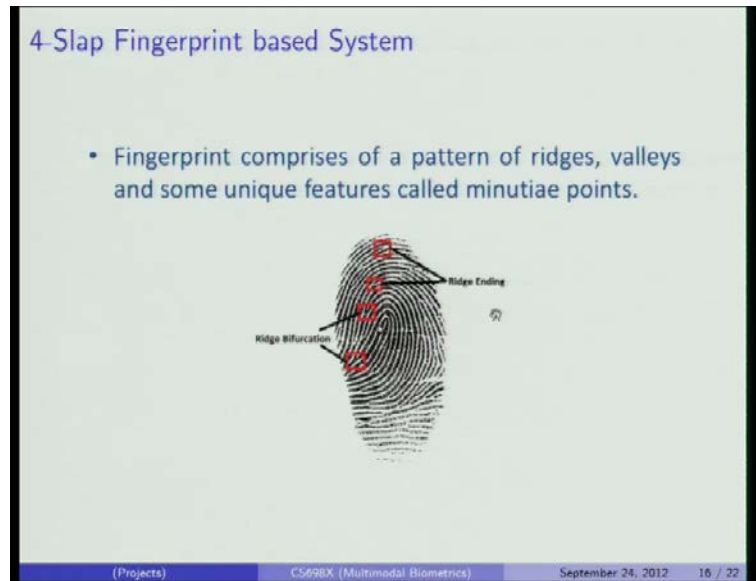 4-Slap Fingerprint based System
• Fingerprint comprises of a pattern of ridges, valleys
and some unique features called minutiae points.
Ridge Ending
Ridge Bifurcation
(Projects) CS698X (Multimodal Biometrics) September 24, 2012 16 / 22